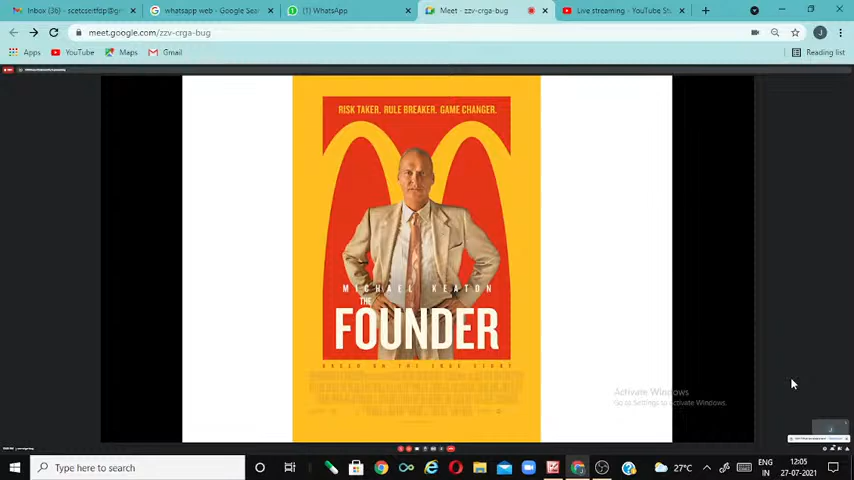 Inbox (36) - scetcseitfdp@gr
whatsapp web - Google Sear
(1) WhatsApp
Meet - zzv-crga-bug
Live streaming - YouTube St
meet.google.com/zzv-crga-bug
Apps
YouTube
Maps
Gmail
Reading list
RISK TAKER. RULE BREAKER. GAME CHANGER.
MICHAEL KEATON
THE
FOUNDER
BASED ON THE TRUE STORY
Activate Windows
Go to Settings to activate Windows.
Type here to search
27°C
ENG
IN
12:05
27-07-2021